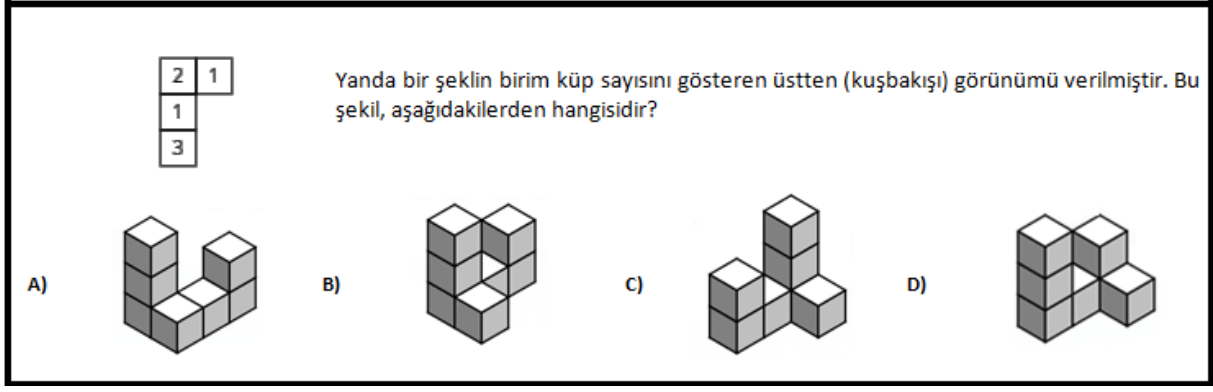 2 1
1
3
Yanda bir şeklin birim küp sayısını gösteren üstten (kuşbakışı) görünümü verilmiştir. Bu
şekil, aşağıdakilerden hangisidir?
A) B) C) D)